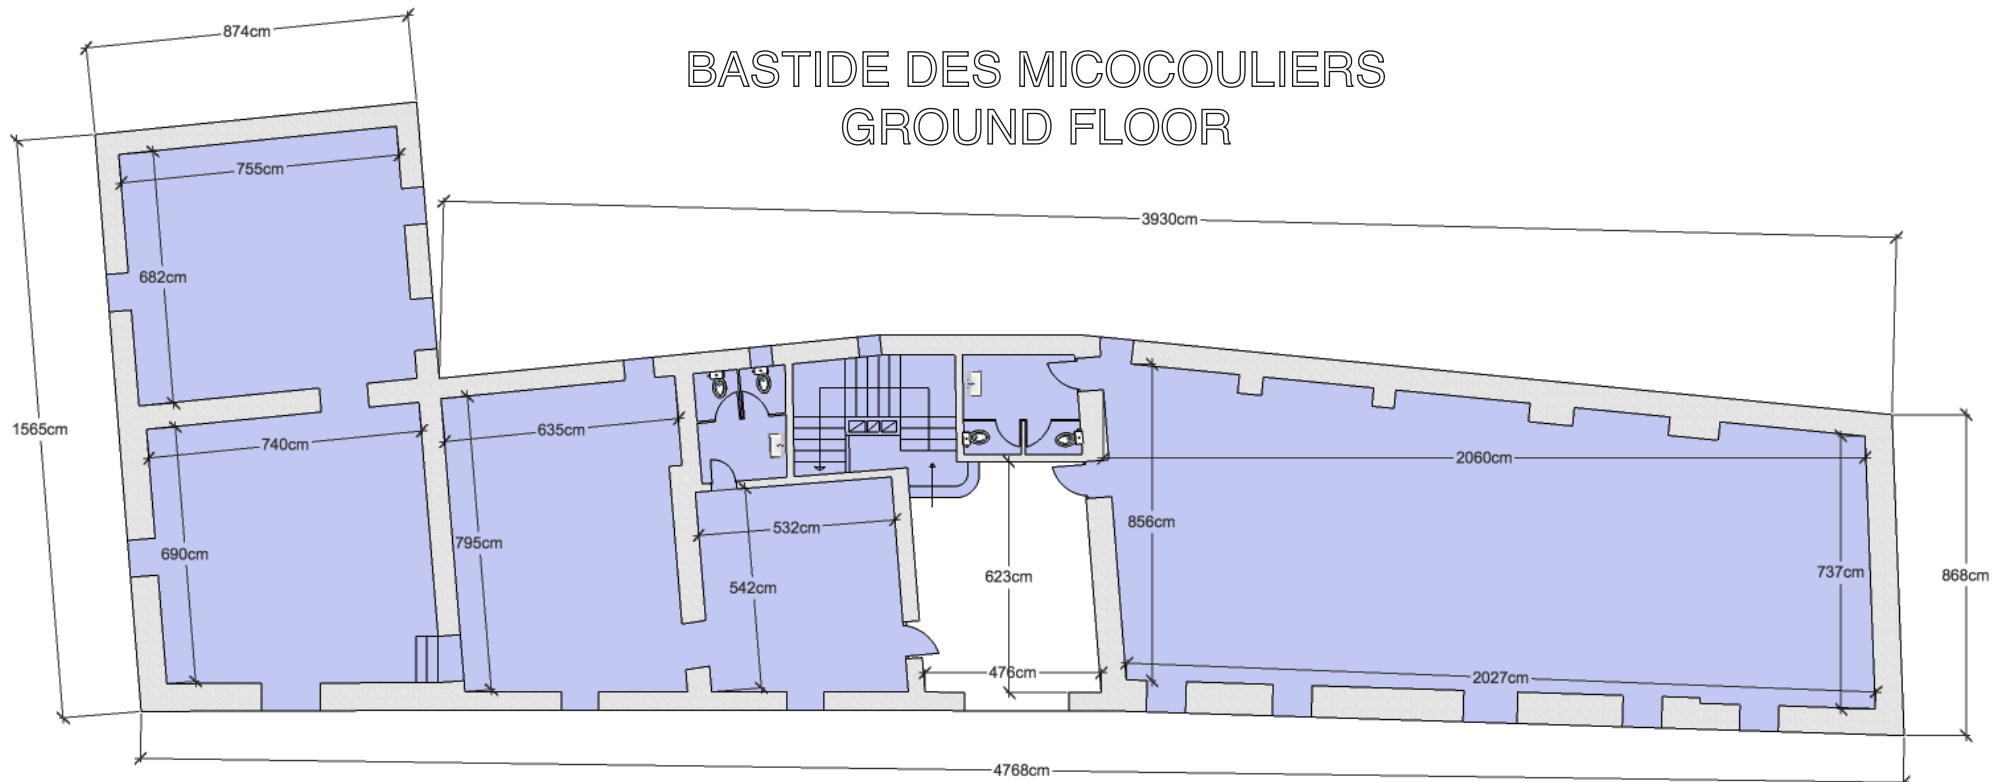 874cm
BASTIDE DES MICOCOULIERS
GROUND FLOOR
755cm
3930cm
682cm
1565cm
740cm
635cm
2060cm
532cm
856cm
795cm
690cm
623cm
737cm
868cm
542cm
476cm
2027cm
4768cm